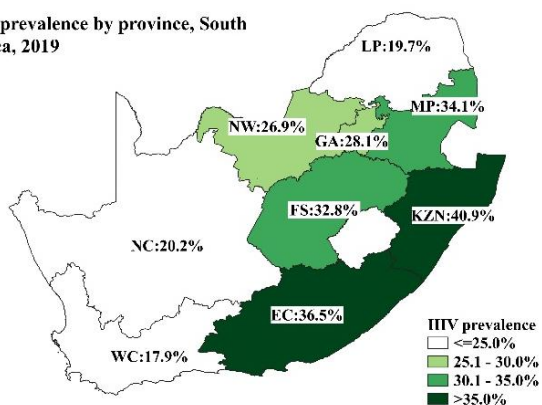 prevalence by province, South
ca, 2019
LP:19.7%
MP:34.1%
NW:26.9%
GA:28.1%
FS:32.8%
KZN:40.9%
NC:20.2%
EC:36.5%
WC:17.9%
HIV prevalence
<=25.0%
25.1 - 30.0%
30.1 - 35.0%
>35.0%